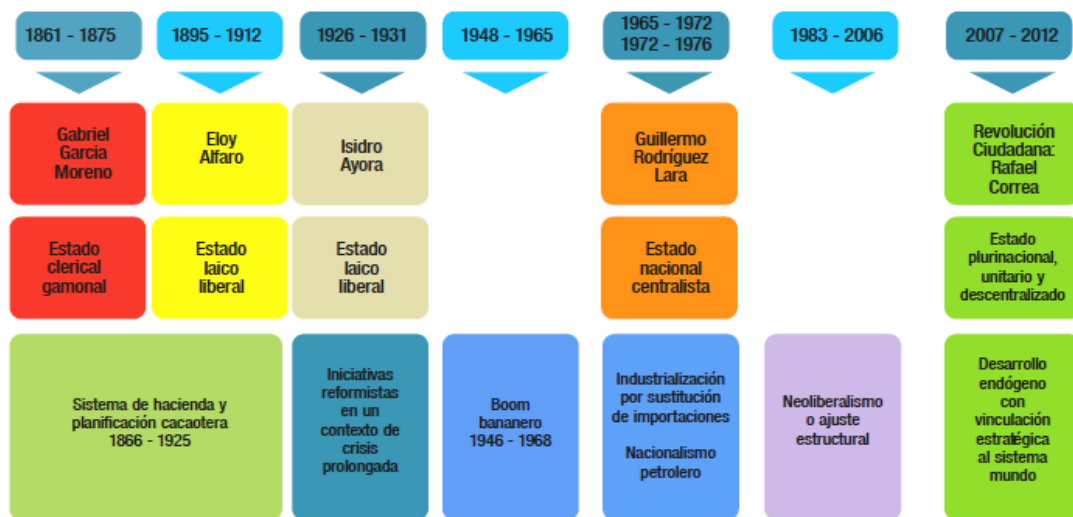 1861 - 1875
1895 - 1912
1926 - 1931
1948 - 1965
1965 - 1972
1972 - 1976
1983 - 2006
2007 - 2012
Gabriel
Garcia
Moreno
Eloy
Alfaro
Isidro
Ayora
Guillermo
Rodríguez
Lara
Revolución
Ciudadana:
Rafael
Correa
Estado
clerical
gamonal
Estado
laico
liberal
Estado
laico
liberal
Estado
nacional
centralista
Estado
plurinacional,
unitario y
descentralizado
Sistema de hacienda y
planificación cacaotera
1866 - 1925
Iniciativas
reformistas
en un
contexto de
crisis
prolongada
Boom
bananero
1946 - 1968
Industrialización
por sustitución
de importaciones
Nacionalismo
petrolero
Neoliberalismo
o ajuste
estructural
Desarrollo
endógeno
con
vinculación
estratégica
al sistema
mundo